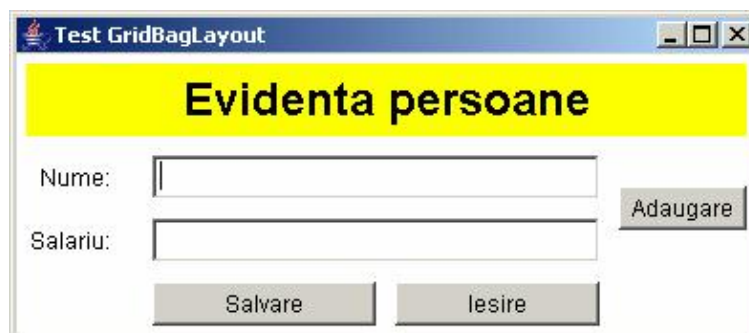 Test GridBagLayout
Evidenta persoane
Nume:
Adaugare
Salariu:
Salvare Iesire